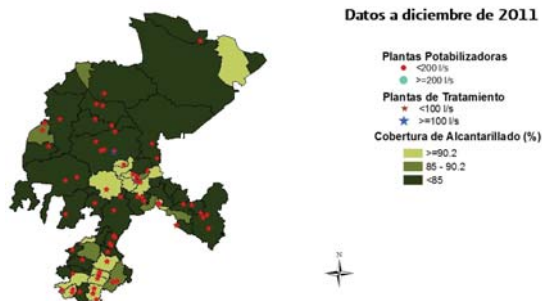 Datos a diciembre de 2011
Plantas Potabilizadoras
<200 l/s
>=200 l/s
Plantas de Tratamiento
<100 l/s
>=100 l/s
Cobertura de Alcantarillado (%)
>=90.2
85 - 90.2
<85
N